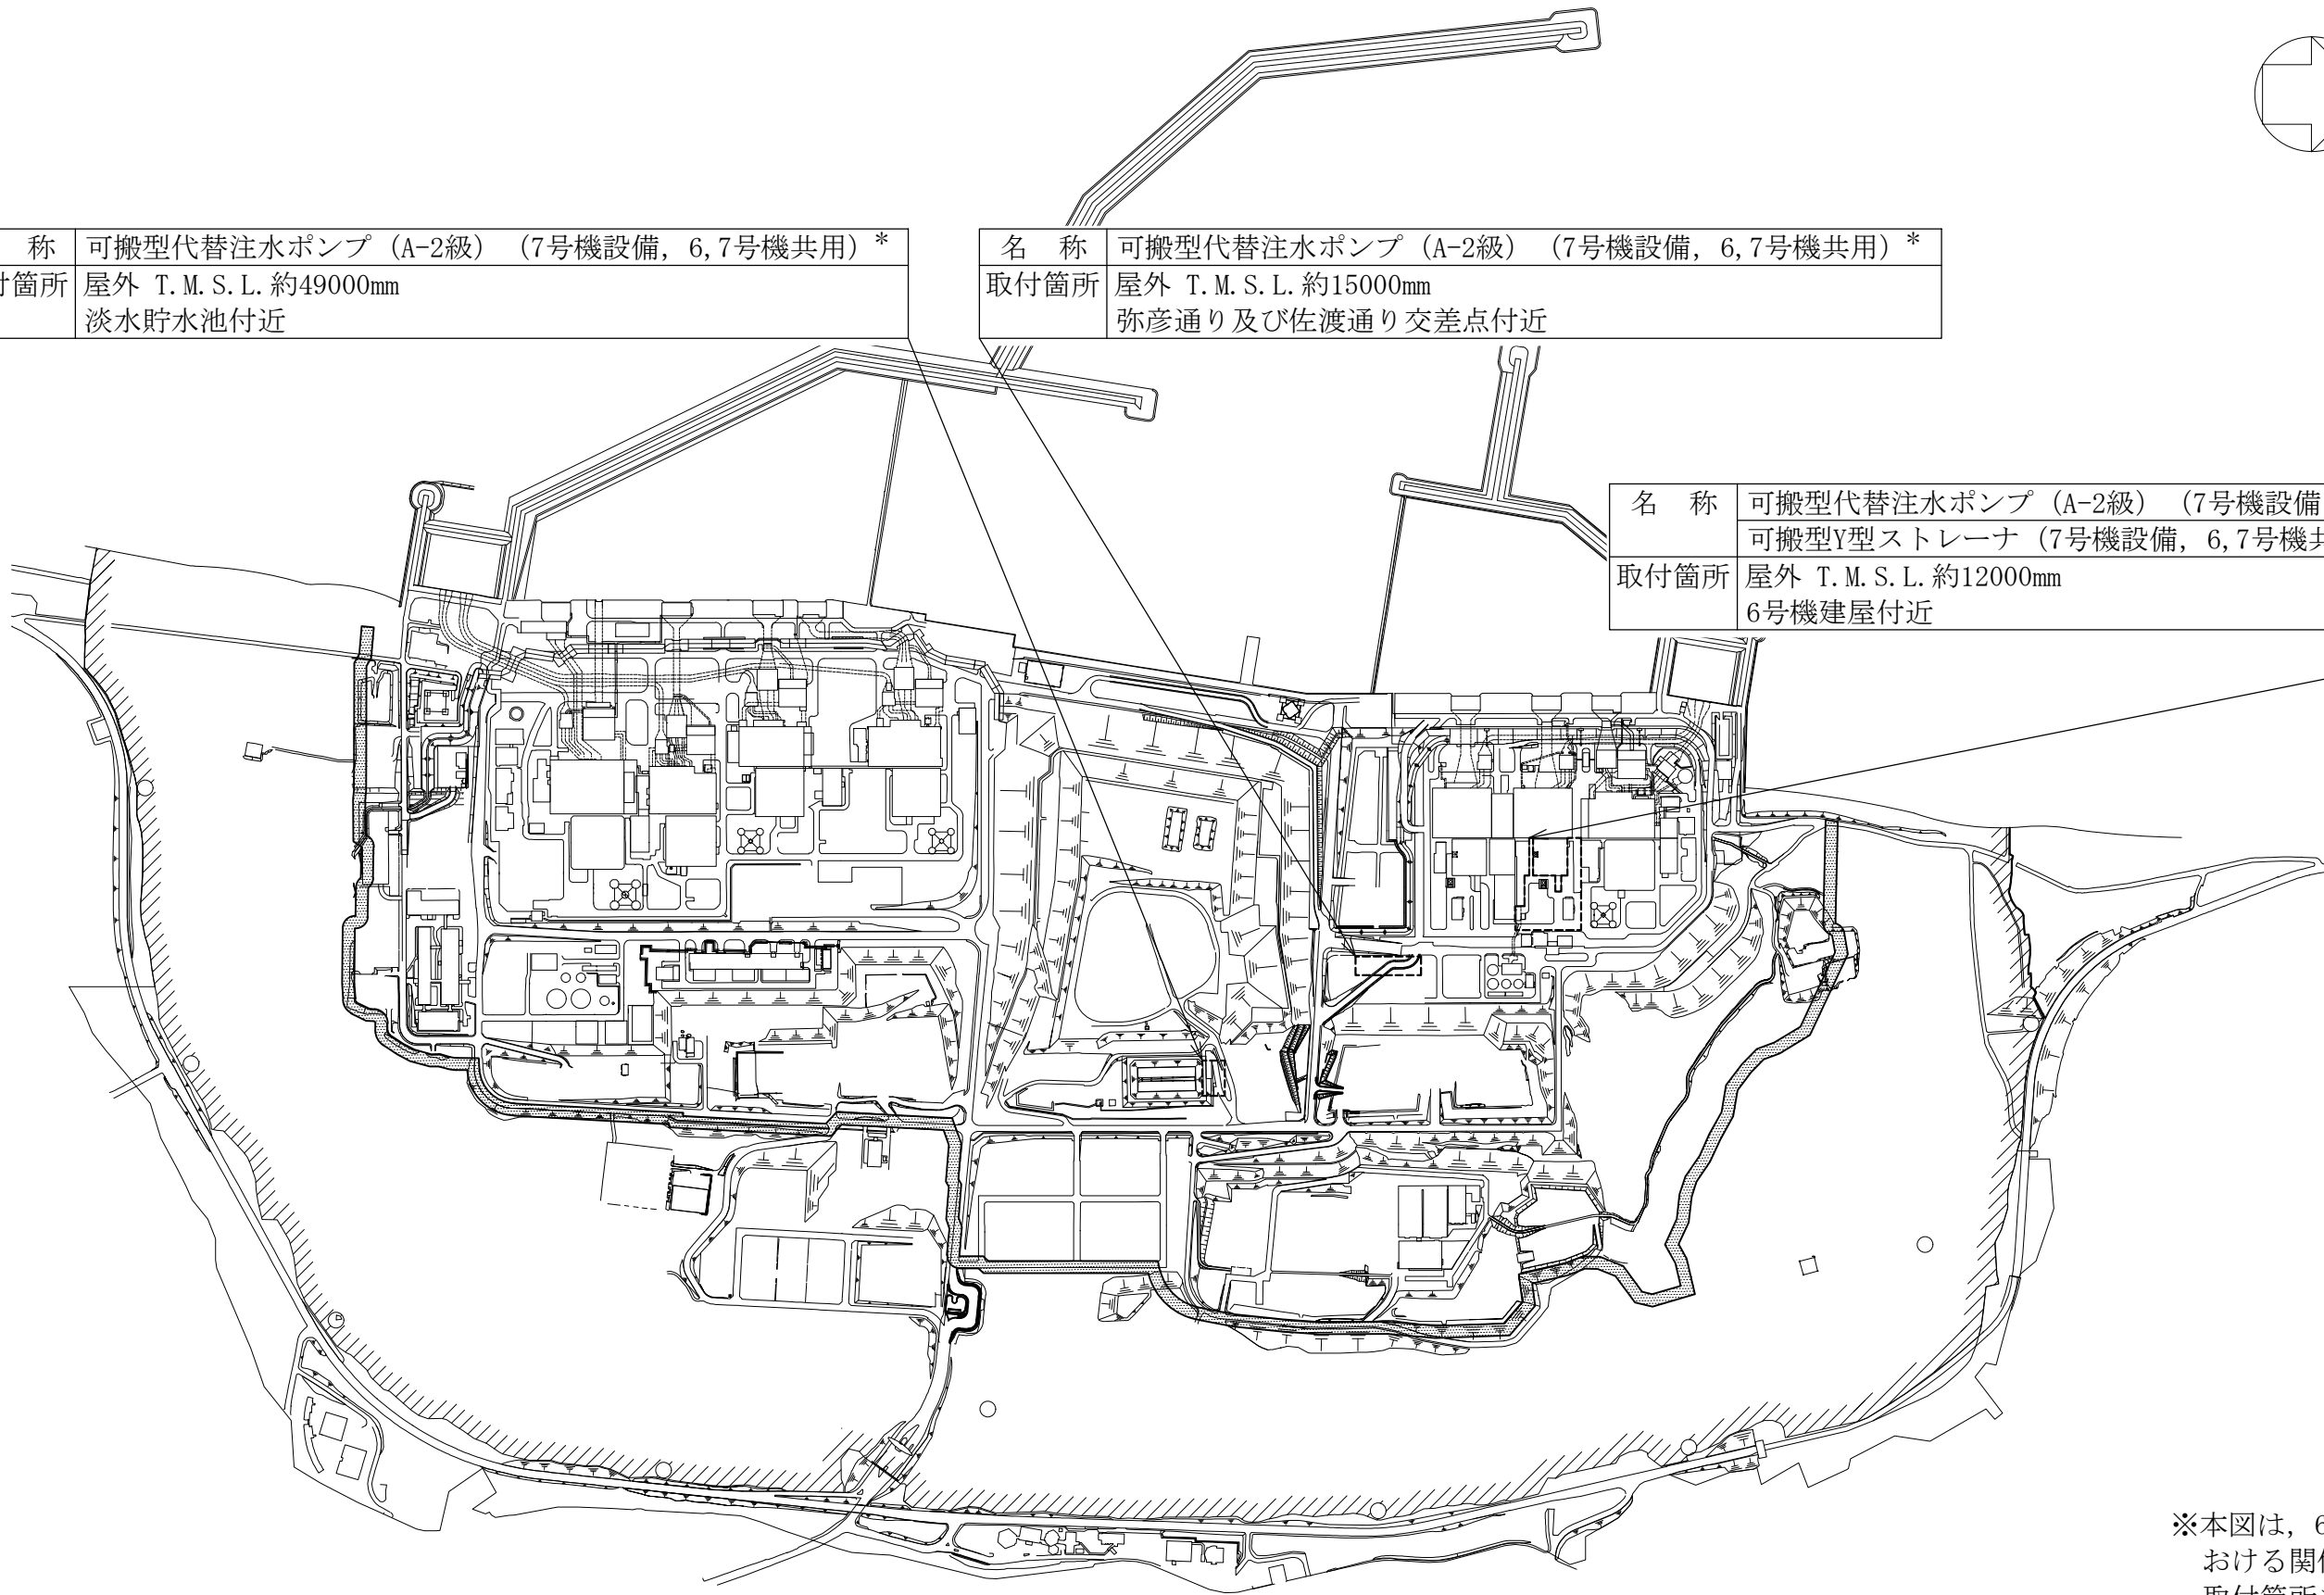 称 可搬型代替注水ポンプ（A-2級）（7号機設備，6,7号機共用）*
付箇所 屋外 T.M.S.L.約49000mm
淡水貯水池付近
名　称 可搬型代替注水ポンプ（A-2級）（7号機設備，6,7号機共用）*
取付箇所 屋外 T.M.S.L.約15000mm
弥彦通り及び佐渡通り交差点付近
名　称 可搬型代替注水ポンプ（A-2級）（7号機設備
可搬型Y型ストレーナ（7号機設備，6,7号機共
取付箇所 屋外 T.M.S.L.約12000mm
6号機建屋付近
※本図は，6
おける関係
取付箇所